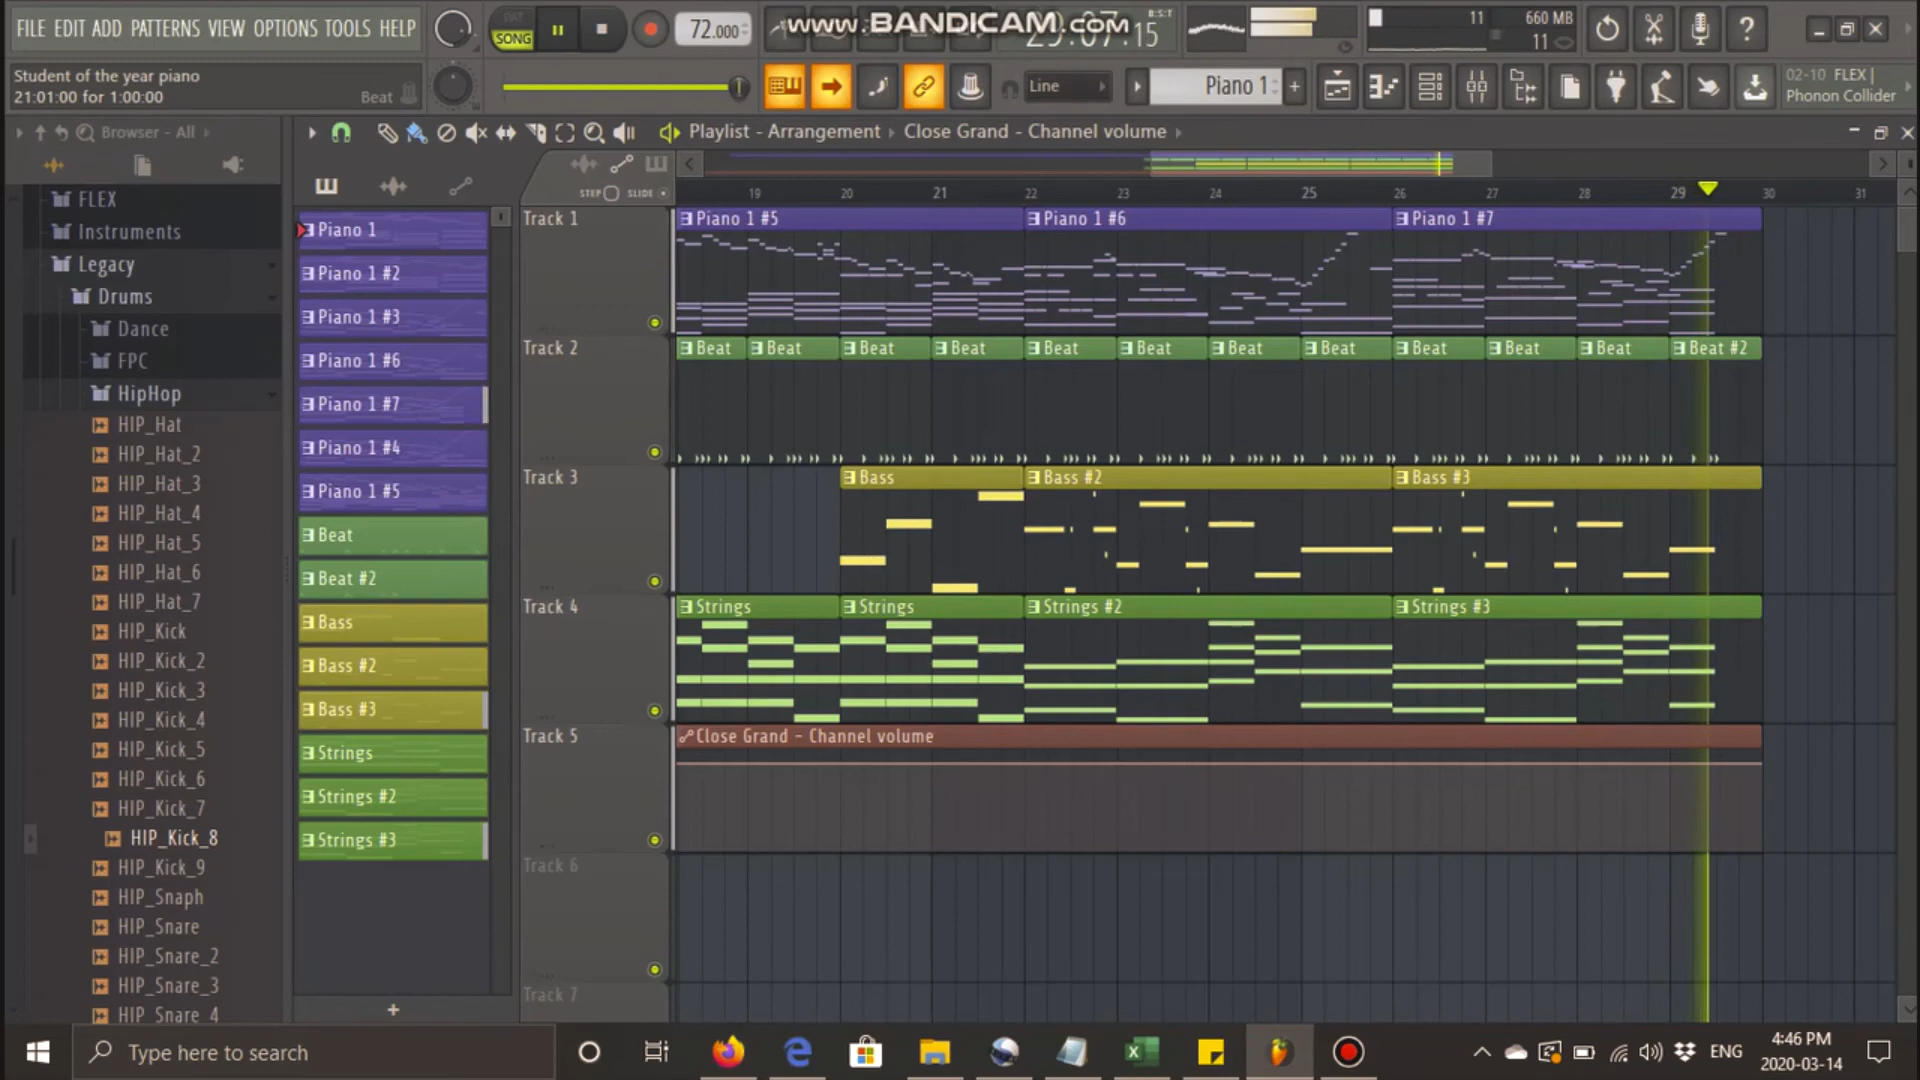 FILE EDIT ADD PATTERNS VIEW OPTIONS TOOLS HELP
PAT
SONG
72.000
www.BANDICAM.com
29:07:15
B:S:T
11
660 MB
11
Student of the year piano
21:01:00 for 1:00:00
Beat
Line
Piano 1
02-10 FLEX |
Phonon Collider
Browser - All
Playlist - Arrangement
Close Grand - Channel volume
STEP
SLIDE
19 20 21 22 23 24 25 26 27 28 29 30 31
FLEX
Instruments
Legacy
Drums
Dance
FPC
HipHop
HIP_Hat
HIP_Hat_2
HIP_Hat_3
HIP_Hat_4
HIP_Hat_5
HIP_Hat_6
HIP_Hat_7
HIP_Kick
HIP_Kick_2
HIP_Kick_3
HIP_Kick_4
HIP_Kick_5
HIP_Kick_6
HIP_Kick_7
HIP_Kick_8
HIP_Kick_9
HIP_Snaph
HIP_Snare
HIP_Snare_2
HIP_Snare_3
HIP_Snare_4
Piano 1
Piano 1 #2
Piano 1 #3
Piano 1 #6
Piano 1 #7
Piano 1 #4
Piano 1 #5
Beat
Beat #2
Bass
Bass #2
Bass #3
Strings
Strings #2
Strings #3
+
Track 1
Piano 1 #5
Piano 1 #6
Piano 1 #7
Track 2
Beat Beat Beat Beat Beat Beat Beat Beat Beat Beat Beat Beat #2
Track 3
Bass
Bass #2
Bass #3
Track 4
Strings
Strings
Strings #2
Strings #3
Track 5
Close Grand - Channel volume
Track 6
Track 7
Type here to search
ENG
4:46 PM
2020-03-14